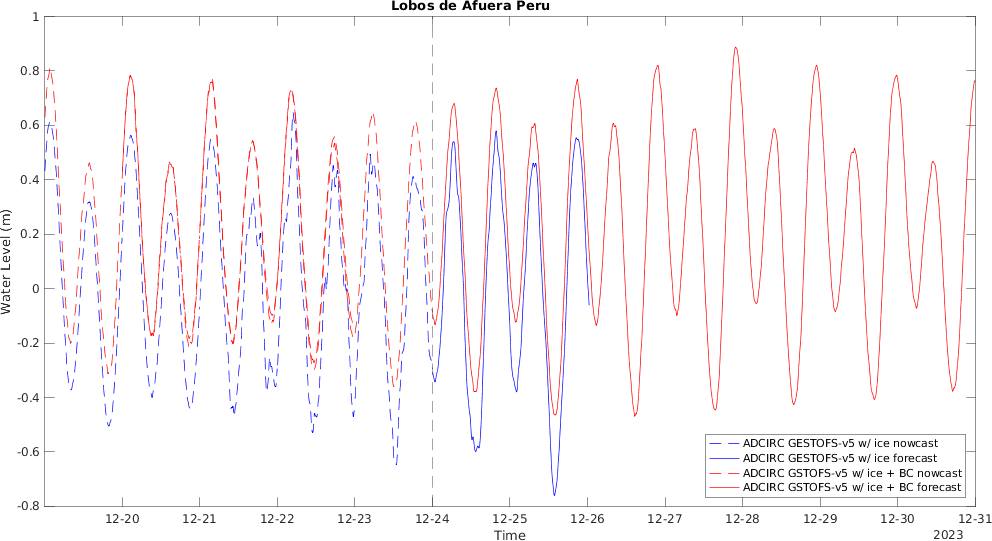 Lobos de Afuera Peru
Water Level (m)
1
0.8
0.6
0.4
0.2
0
-0.2
-0.4
-0.6
-0.8
ADCIRC GESTOFS-v5 w/ ice nowcast
ADCIRC GESTOFS-v5 w/ ice forecast
ADCIRC GSTOFS-v5 w/ ice + BC nowcast
ADCIRC GSTOFS-v5 w/ ice + BC forecast
12-20 12-21 12-22 12-23 12-24 12-25 12-26 12-27 12-28 12-29 12-30 12-31
Time
2023